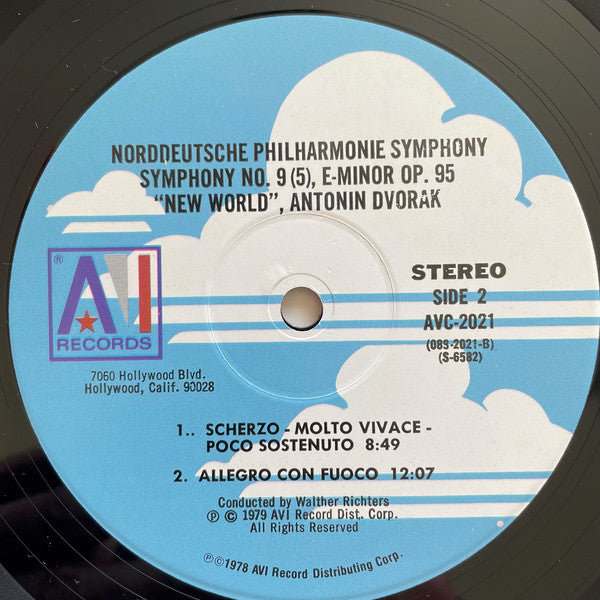 NORDDEUTSCHE PHILHARMONIE SYMPHONY
SYMPHONY NO. 9 (5), E-MINOR OP. 95
"NEW WORLD", ANTONIN DVORAK
® AVI
RECORDS
7060 Hollywood Blvd.
Hollywood, Calif. 90028
STEREO
SIDE 2
AVC-2021
(083-2021-B)
(S-6582)
1.. SCHERZO - MOLTO VIVACE -
POCO SOSTENUTO 8:49
2. ALLEGRO CON FUOCO 12:07
Conducted by Walther Richters
℗ © 1979 AVI Record Dist. Corp.
All Rights Reserved
℗ © 1978 AVI Record Distributing Corp.